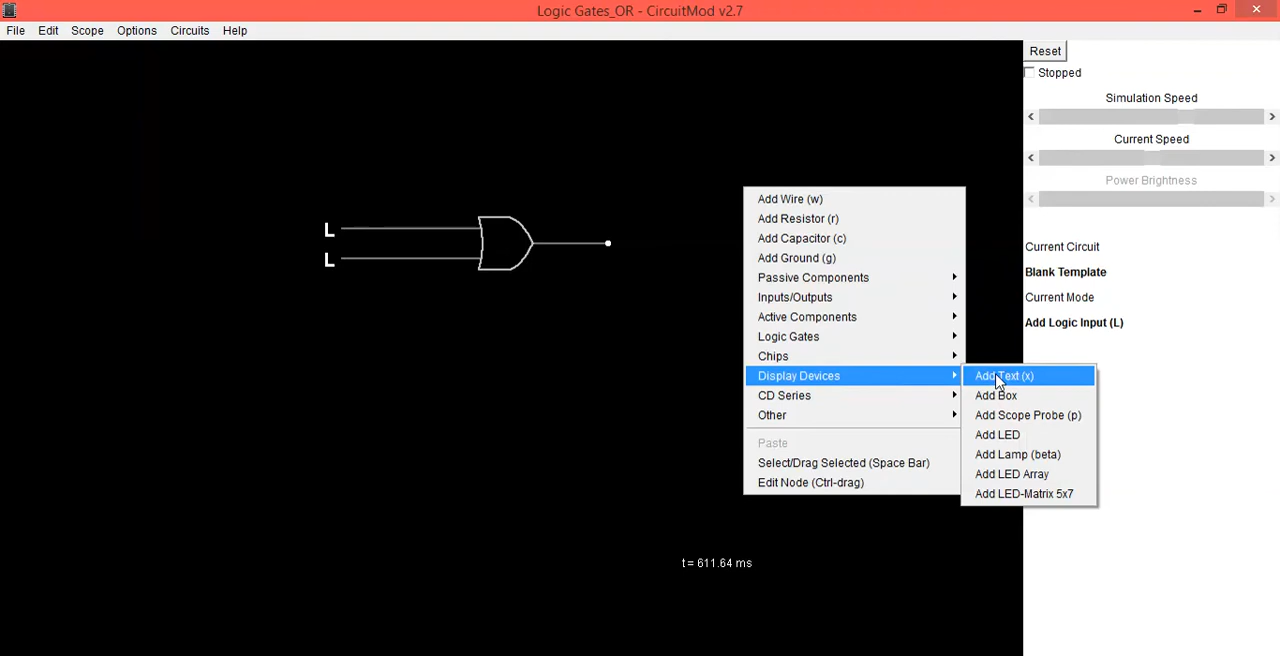 Logic Gates_OR - CircuitMod v2.7
File Edit Scope Options Circuits Help
Reset
Stopped
Simulation Speed
Current Speed
Power Brightness
Current Circuit
Blank Template
Current Mode
Add Logic Input (L)
L
L
Add Wire (w)
Add Resistor (r)
Add Capacitor (c)
Add Ground (g)
Passive Components
Inputs/Outputs
Active Components
Logic Gates
Chips
Display Devices
CD Series
Other
Paste
Select/Drag Selected (Space Bar)
Edit Node (Ctrl-drag)
Add Text (x)
Add Box
Add Scope Probe (p)
Add LED
Add Lamp (beta)
Add LED Array
Add LED-Matrix 5x7
t = 611.64 ms